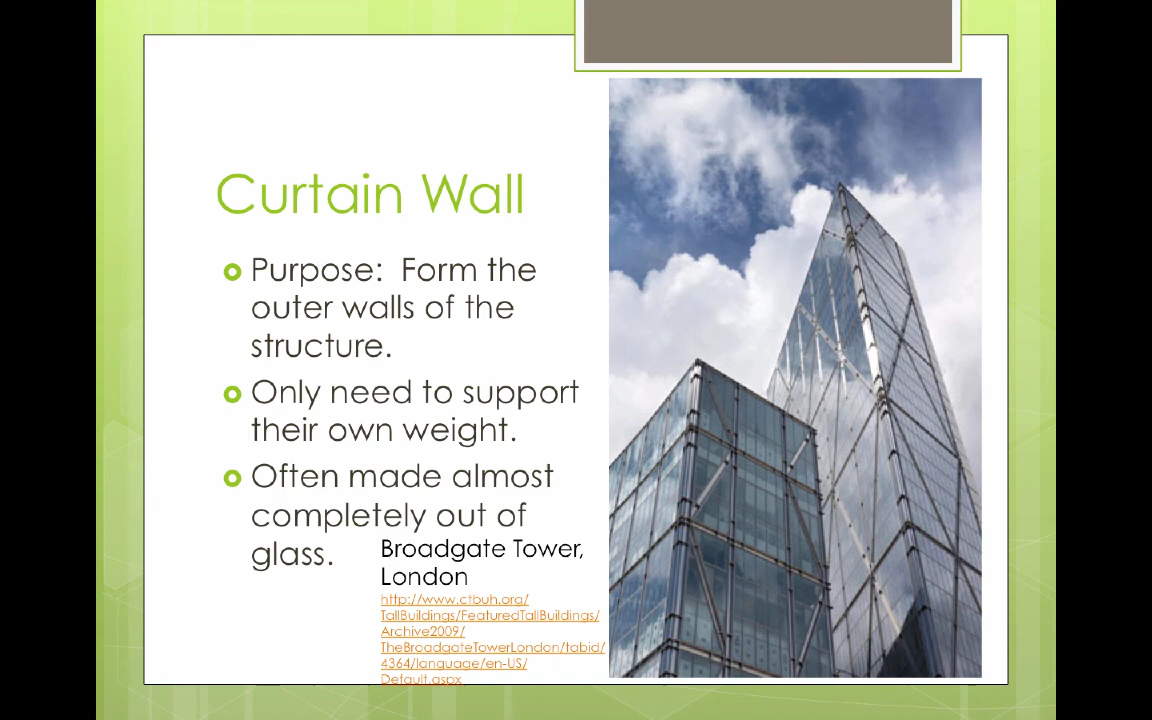 Curtain Wall
Purpose:  Form the
outer walls of the
structure.
Only need to support
their own weight.
Often made almost
completely out of
glass.
Broadgate Tower,
London
http://www.ctbuh.org/
TallBuildings/FeaturedTallBuildings/
Archive2009/
TheBroadgateTowerLondon/tabid/
4364/language/en-US/
Default.aspx